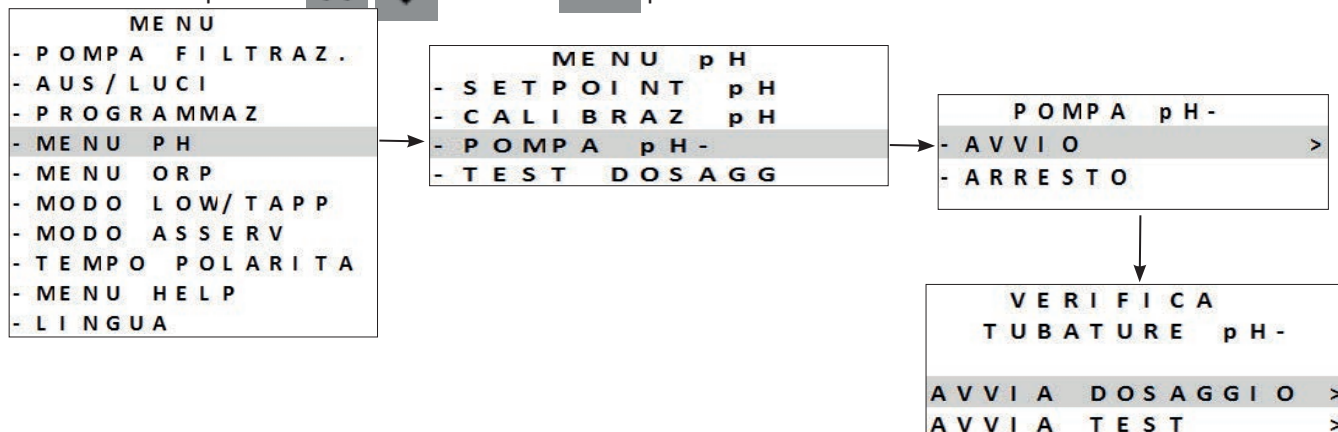 MENU
- POMPA FILTRAZ.
- AUS/LUCI
- PROGRAMMAZ
- MENU PH
- MENU ORP
- MODO LOW/TAPP
- MODO ASSERV
- TEMPO POLARITA
- MENU HELP
- LINGUA
MENU pH
- SETPOINT pH
- CALIBRAZ pH
- POMPA pH-
- TEST DOSAGG
POMPA pH-
- AVVIO >
- ARRESTO
VERIFICA
TUBATURE pH-
AVVIA DOSAGGIO >
AVVIA TEST >